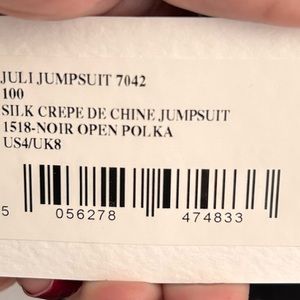 JULI JUMPSUIT 7042
100
SILK CREPE DE CHINE JUMPSUIT
1518-NOIR OPEN POLKA
US4/UK8
5 056278 474833